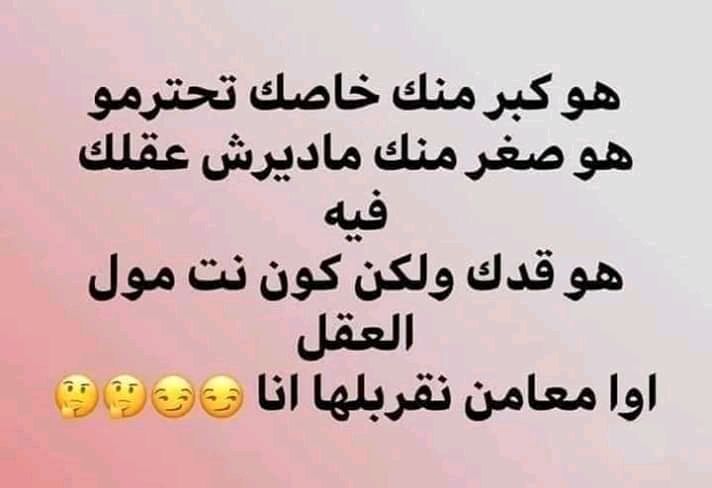 هو كبر منك خاصك تحترمو
هو صغر منك ماديرش عقلك
فيه
هو قدك ولكن كون نت مول
العقل
اوا معامن نقربلها انا 😏😏🤔🤔